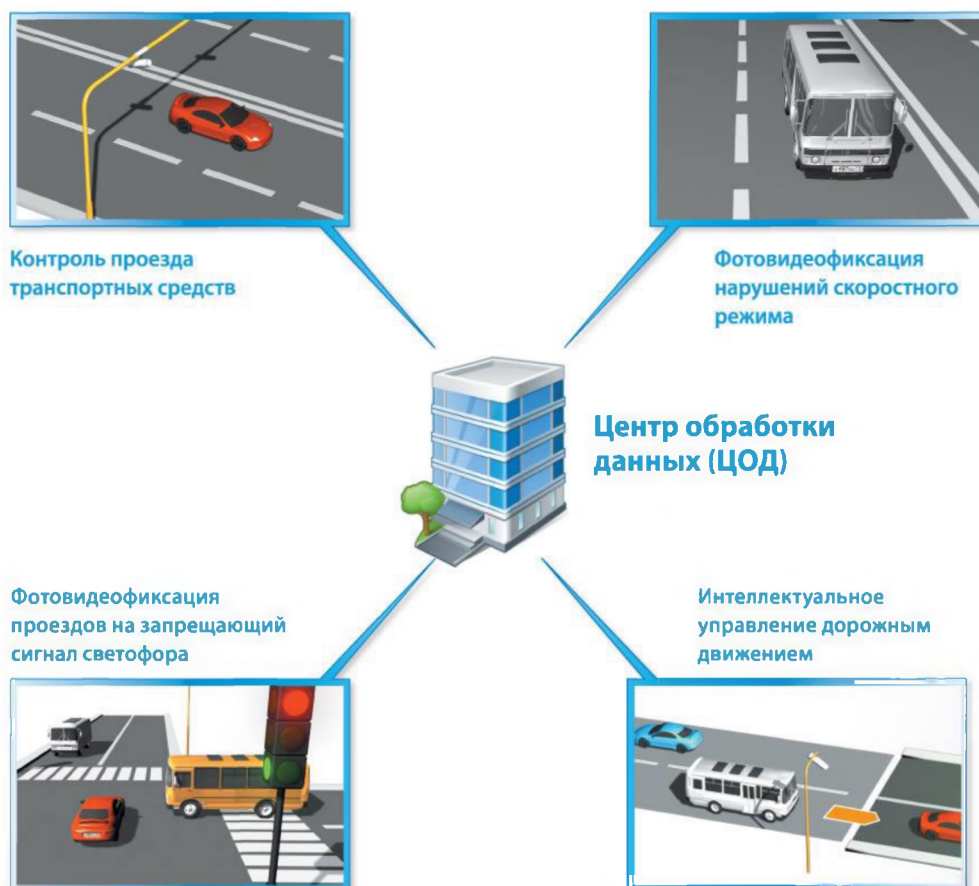 Контроль проезда
транспортных средств
Фотовидеофиксация
нарушений скоростного
режима
Центр обработки
данных (ЦОД)
Фотовидеофиксация
проездов на запрещающий
сигнал светофора
Интеллектуальное
управление дорожным
движением